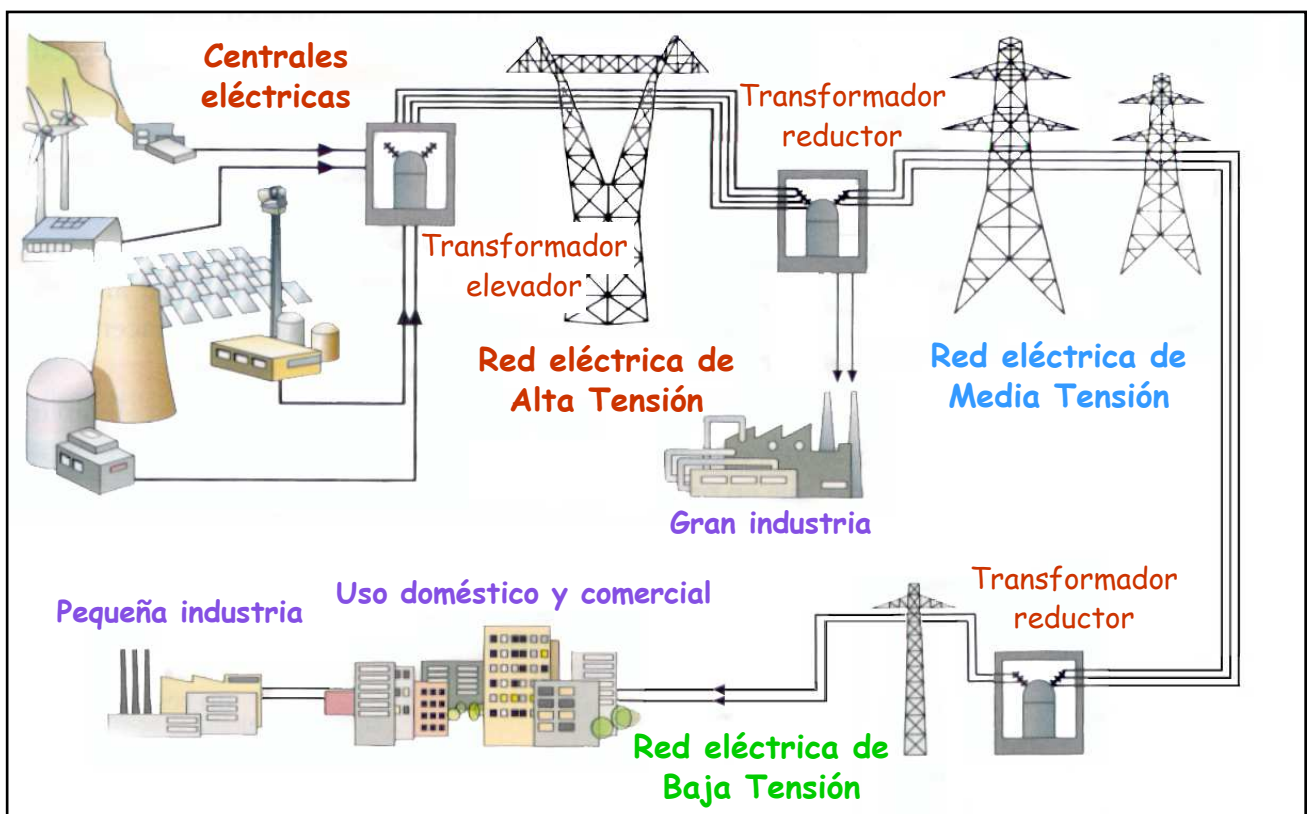 Centrales
eléctricas
Transformador
reductor
Transformador
elevador
Red eléctrica de
Alta Tensión
Red eléctrica de
Media Tensión
Gran industria
Pequeña industria
Uso doméstico y comercial
Transformador
reductor
Red eléctrica de
Baja Tensión